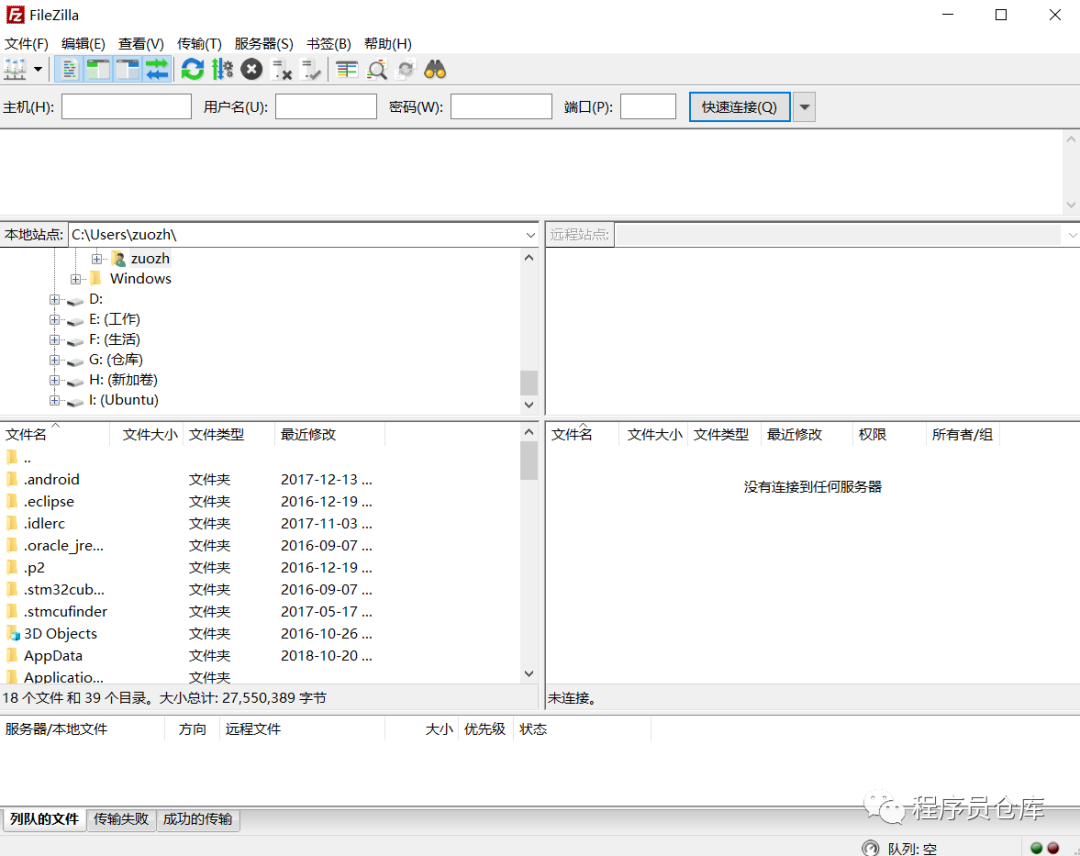 FileZilla
文件(F) 编辑(E) 查看(V) 传输(T) 服务器(S) 书签(B) 帮助(H)
主机(H): 用户名(U): 密码(W): 端口(P): 快速连接(Q)
本地站点: C:\Users\zuozh\
zuozh
Windows
D:
E: (工作)
F: (生活)
G: (仓库)
H: (新加卷)
I: (Ubuntu)
远程站点:
文件名 文件大小 文件类型 最近修改
..
.android 文件夹 2017-12-13 ...
.eclipse 文件夹 2016-12-19 ...
.idlerc 文件夹 2017-11-03 ...
.oracle_jre... 文件夹 2016-09-07 ...
.p2 文件夹 2016-12-19 ...
.stm32cub... 文件夹 2016-09-07 ...
.stmcufinder 文件夹 2017-05-17 ...
3D Objects 文件夹 2016-10-26 ...
AppData 文件夹 2018-10-20 ...
Applicatio... 文件夹
18 个文件 和 39 个目录。大小总计: 27,550,389 字节
文件名 文件大小 文件类型 最近修改 权限 所有者/组
没有连接到任何服务器
未连接。
服务器/本地文件 方向 远程文件 大小 优先级 状态
列队的文件 传输失败 成功的传输
程序员仓库
队列: 空